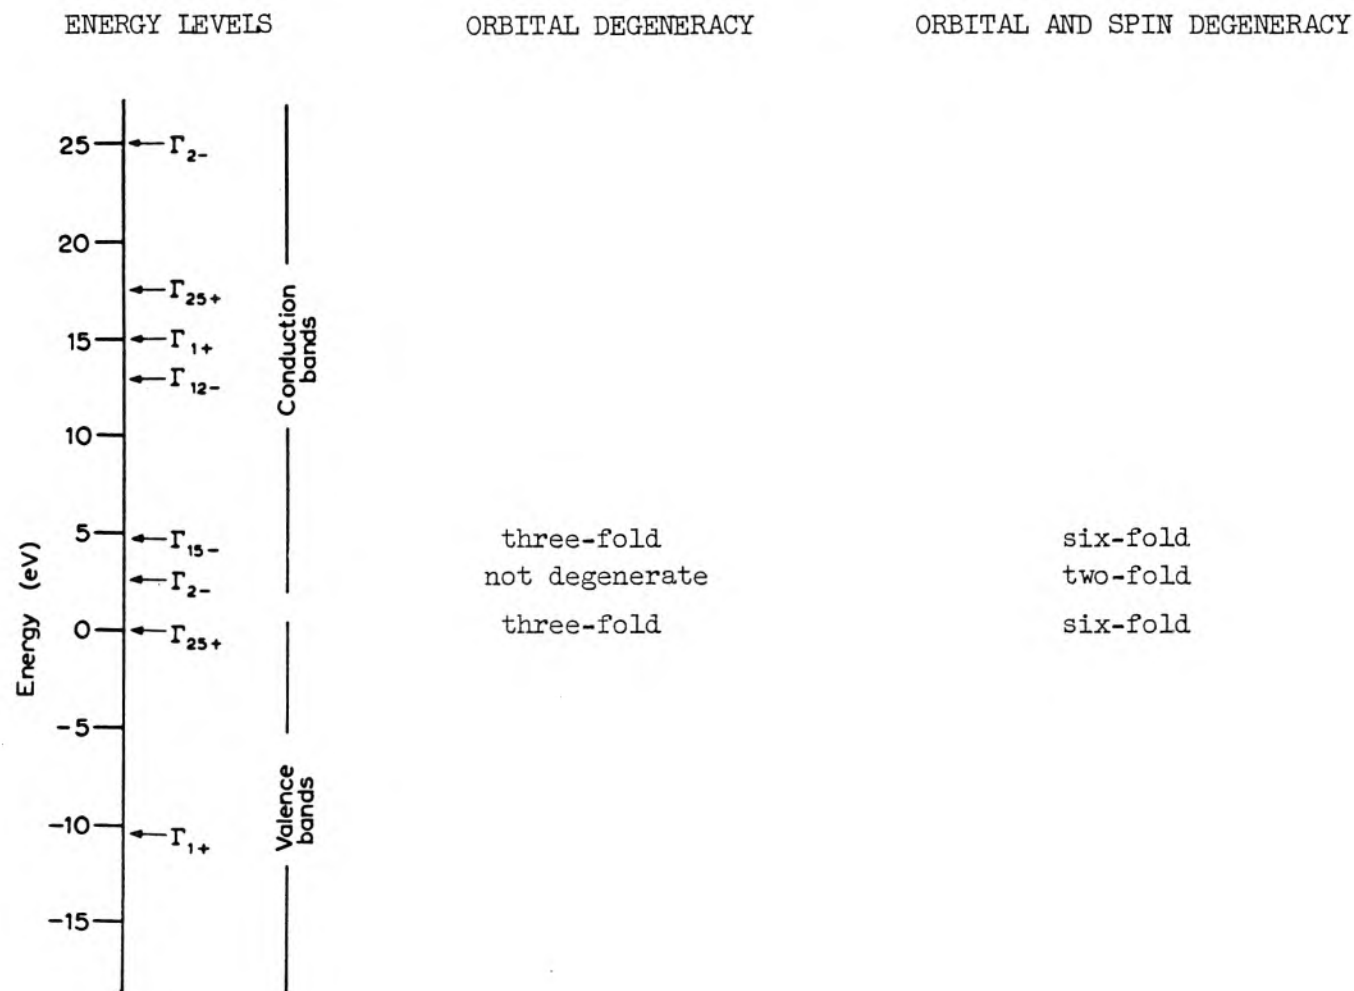 ENERGY LEVELS ORBITAL DEGENERACY ORBITAL AND SPIN DEGENERACY
25 Γ2-
20
Γ25+
15 Γ1+
Γ12-
10
5 Γ15- three-fold six-fold
Γ2- not degenerate two-fold
0 Γ25+ three-fold six-fold
-5
-10 Γ1+
-15
Energy (eV)
Conduction
bands
Valence
bands